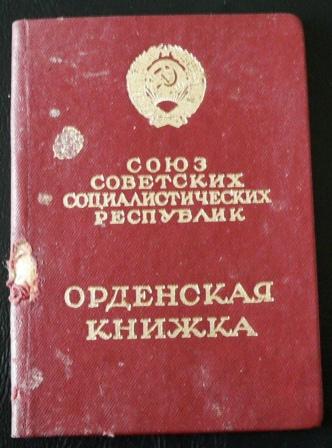 СОЮЗ
СОВЕТСКИХ
СОЦИАЛИСТИЧЕСКИХ
РЕСПУБЛИК
ОРДЕНСКАЯ
КНИЖКА